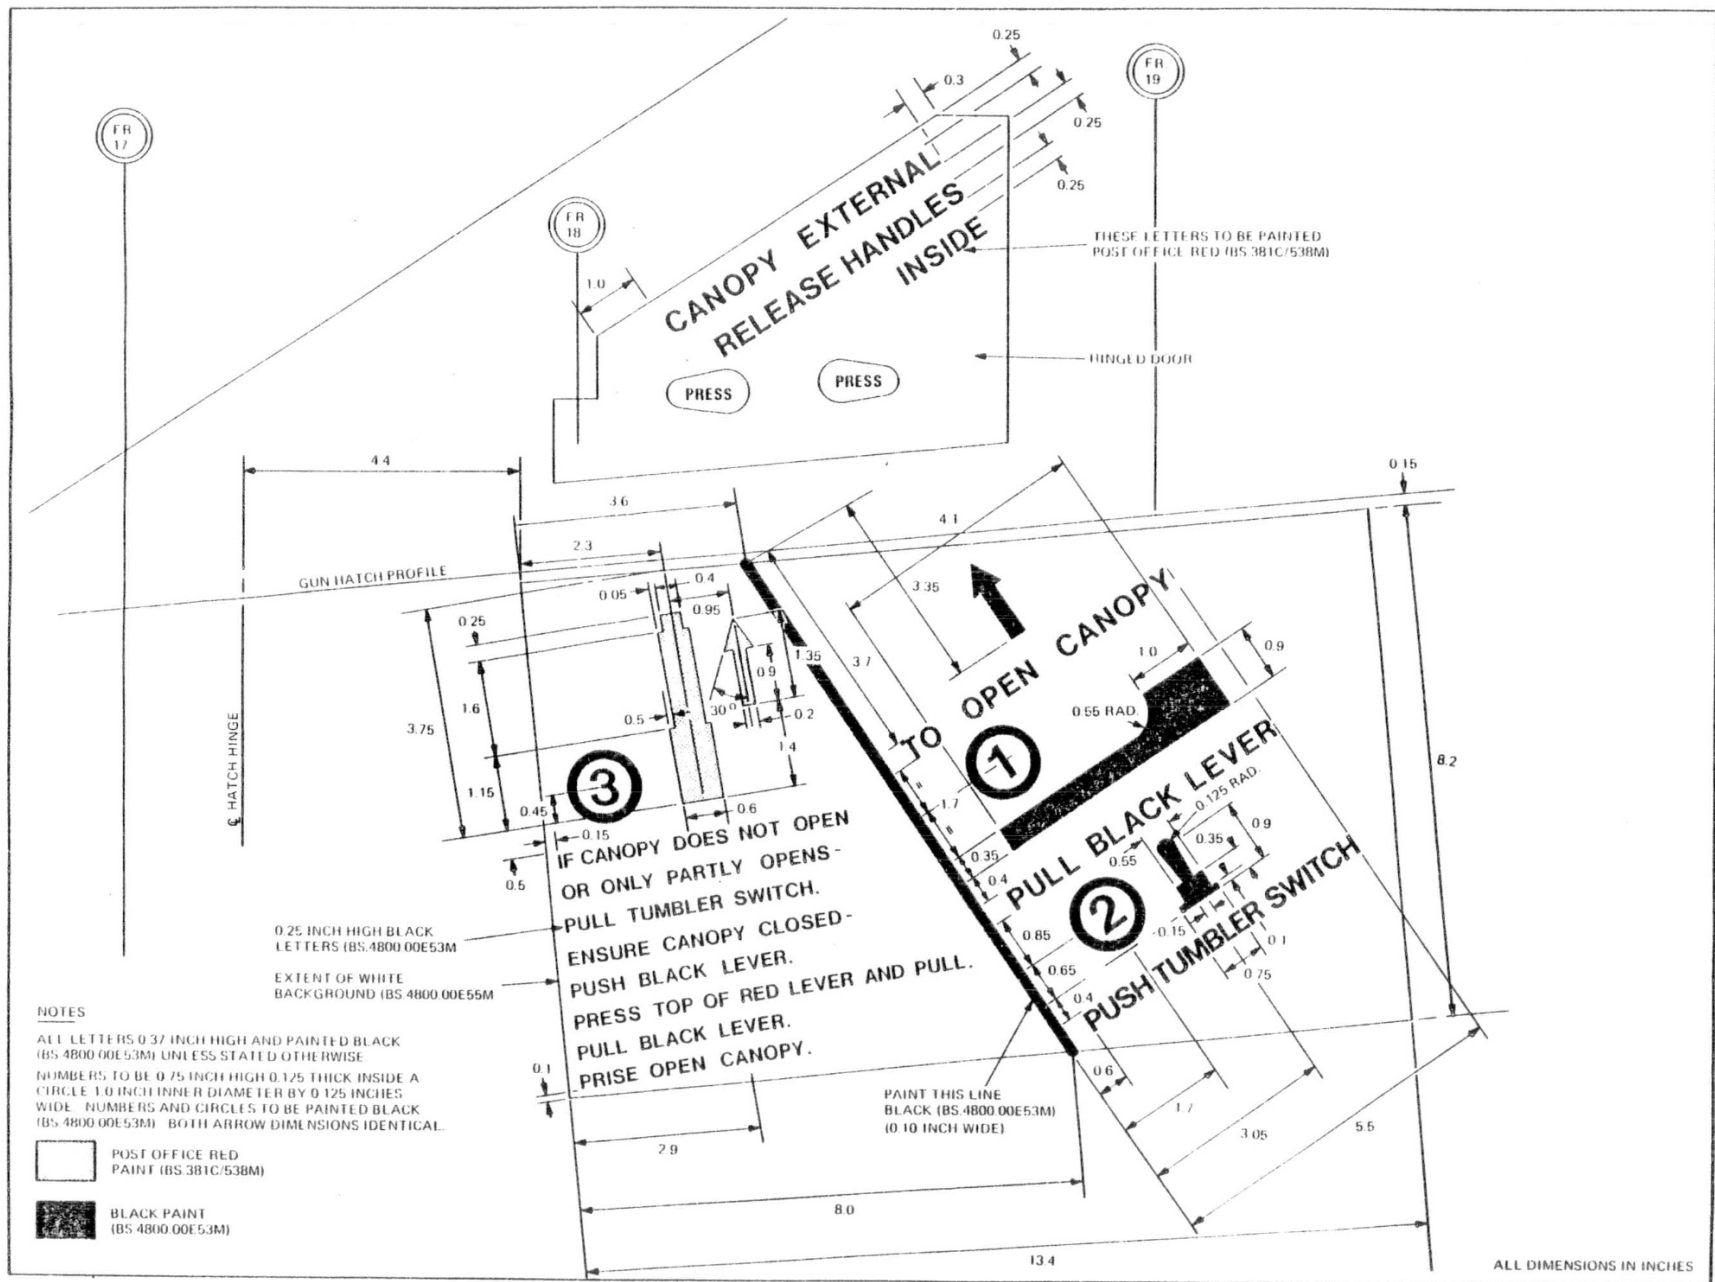 FR
17
FR
18
FR
19
0.25
0.3
0.25
0.25
1.0
CANOPY EXTERNAL
RELEASE HANDLES
INSIDE
THESE LETTERS TO BE PAINTED
POST OFFICE RED (BS.381C/538M)
HINGED DOOR
PRESS
PRESS
4.4
3.6
2.3
0.15
4.1
3.35
GUN HATCH PROFILE
0.4
0.05
0.95
0.25
1.35
0.9
3.7
1.6
3.75
0.5
30°
0.2
1.4
1.15
0.45
0.6
0.15
0.5
℄ HATCH HINGE
TO OPEN CANOPY
1
1.0
0.9
0.55 RAD.
8.2
1.7
0.35
0.4
PULL BLACK LEVER
0.125 RAD.
0.35
0.9
0.55
2
0.85
0.15
0.1
0.65
0.75
0.4
PUSH TUMBLER SWITCH
3
IF CANOPY DOES NOT OPEN
OR ONLY PARTLY OPENS-
PULL TUMBLER SWITCH.
ENSURE CANOPY CLOSED-
PUSH BLACK LEVER.
PRESS TOP OF RED LEVER AND PULL.
PULL BLACK LEVER.
PRISE OPEN CANOPY.
0.25 INCH HIGH BLACK
LETTERS (BS.4800.00E53M
EXTENT OF WHITE
BACKGROUND (BS.4800.00E55M
0.1
0.6
1.7
3.05
5.5
PAINT THIS LINE
BLACK (BS.4800.00E53M)
(0.10 INCH WIDE)
2.9
8.0
13.4
NOTES
ALL LETTERS 0.37 INCH HIGH AND PAINTED BLACK
(BS 4800.00E53M) UNLESS STATED OTHERWISE
NUMBERS TO BE 0.75 INCH HIGH 0.125 THICK INSIDE A
CIRCLE 1.0 INCH INNER DIAMETER BY 0.125 INCHES
WIDE. NUMBERS AND CIRCLES TO BE PAINTED BLACK
(BS 4800.00E53M) BOTH ARROW DIMENSIONS IDENTICAL.
POST OFFICE RED
PAINT (BS.381C/538M)
BLACK PAINT
(BS.4800.00E53M)
ALL DIMENSIONS IN INCHES